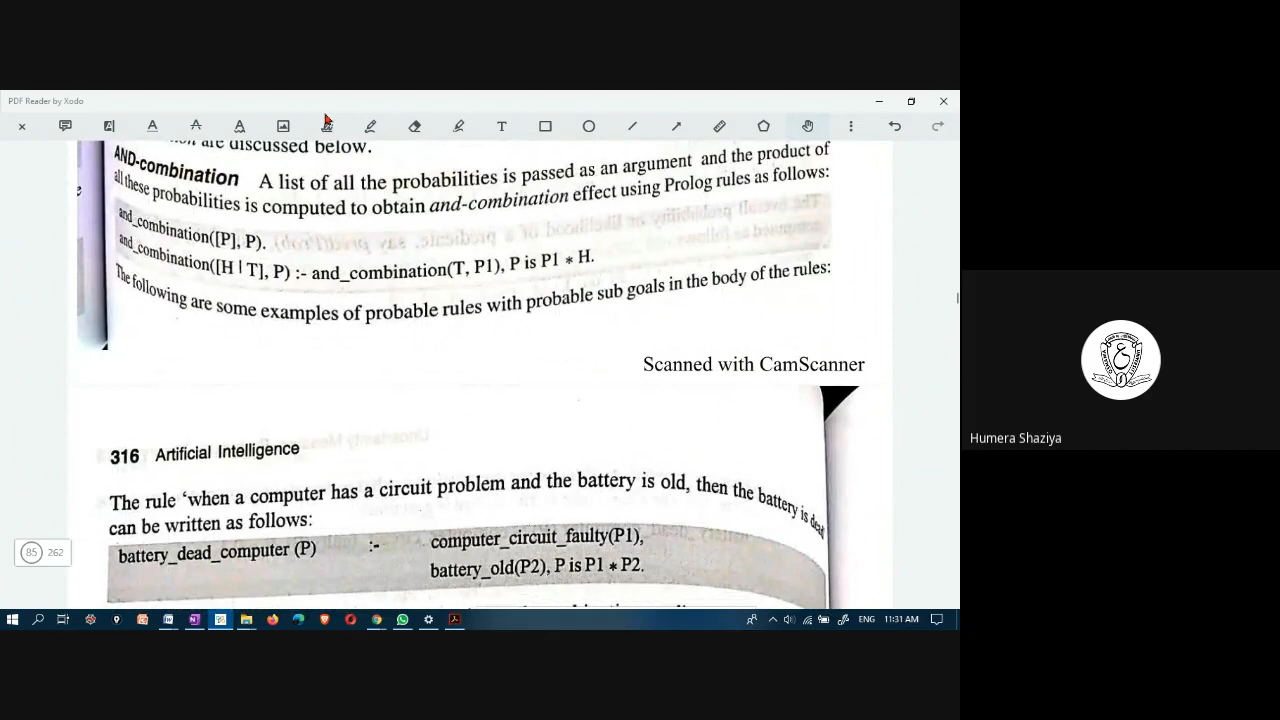 PDF Reader by Xodo
are discussed below.
AND-combination A list of all the probabilities is passed as an argument and the product of
all these probabilities is computed to obtain and-combination effect using Prolog rules as follows:
and_combination([P], P).
and_combination([H | T], P) :- and_combination(T, P1), P is P1 * H.
The following are some examples of probable rules with probable sub goals in the body of the rules:
Scanned with CamScanner
316 Artificial Intelligence
The rule ‘when a computer has a circuit problem and the battery is old, then the battery is dead
can be written as follows:
battery_dead_computer (P) :- computer_circuit_faulty(P1),
battery_old(P2), P is P1 * P2.
85 262
ENG 11:31 AM
Humera Shaziya